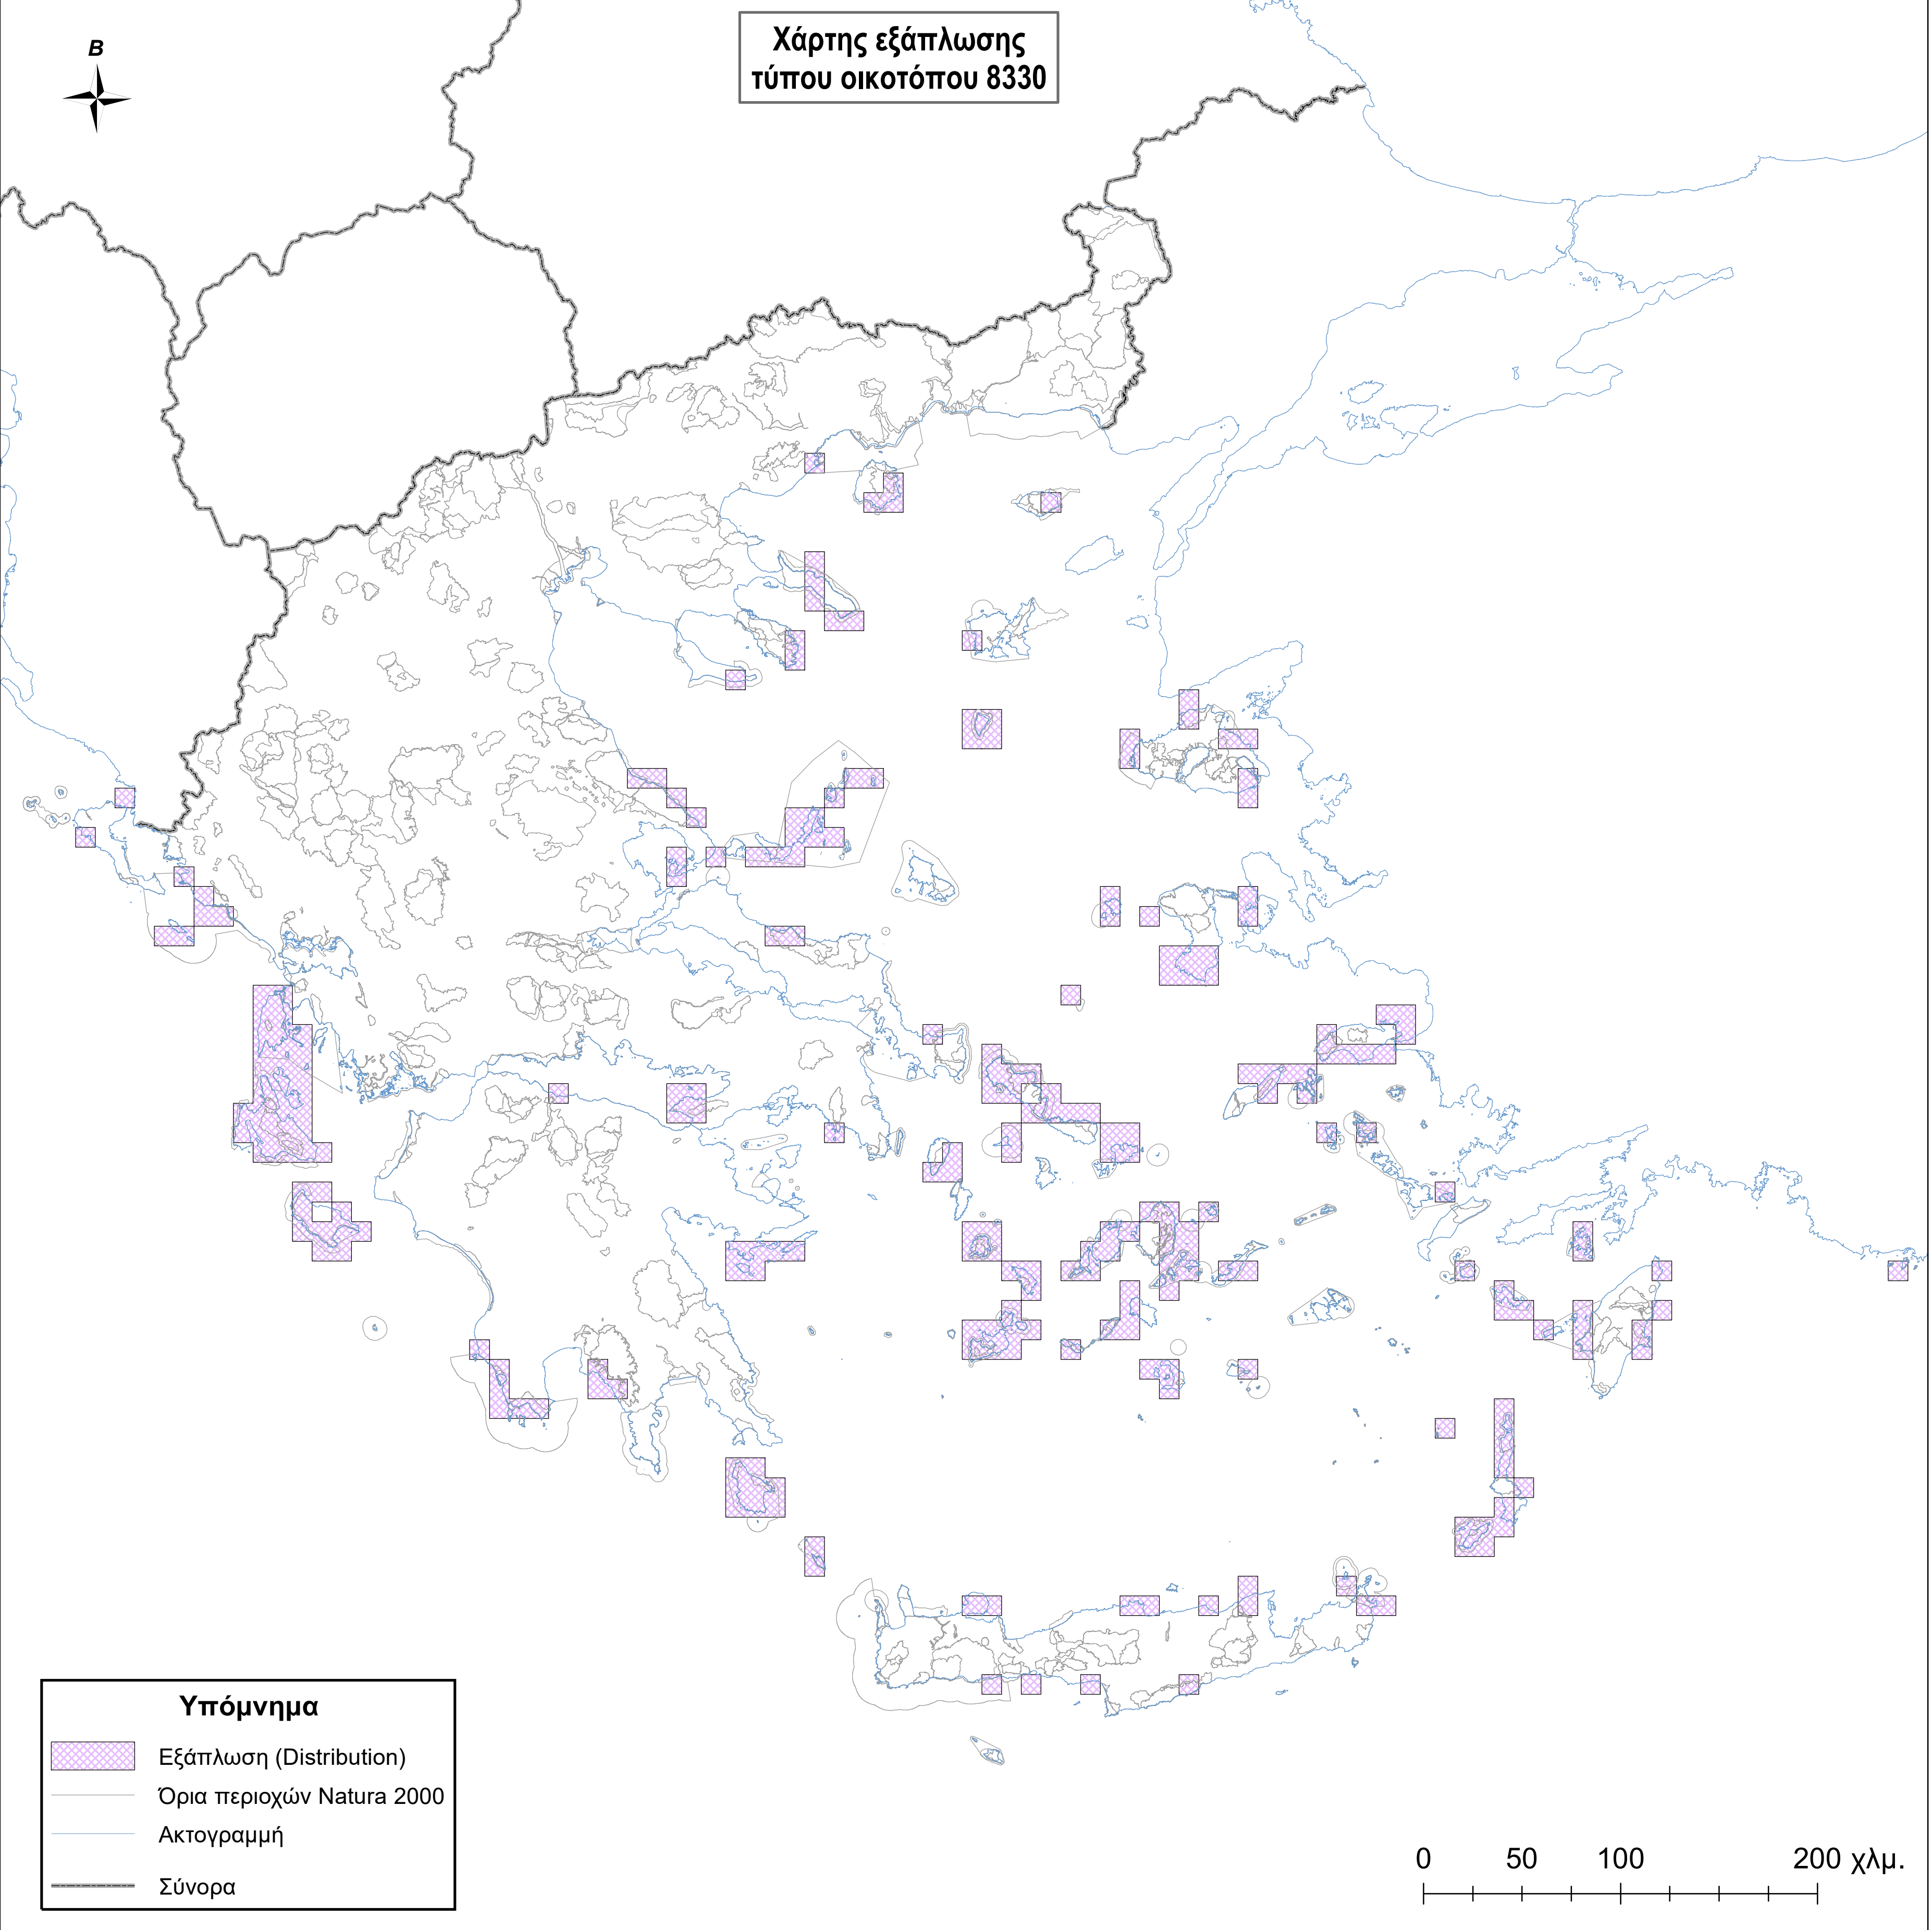 Χάρτης εξάπλωσης
τύπου οικοτόπου 8330
Β
Υπόμνημα
Εξάπλωση (Distribution)
Όρια περιοχών Natura 2000
Ακτογραμμή
Σύνορα
0 50 100 200 χλμ.